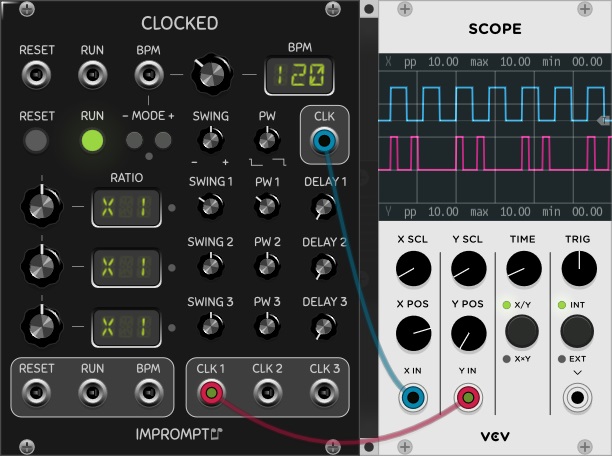 CLOCKED
RESET RUN BPM
BPM
120
RESET RUN - MODE + SWING PW CLK
- +
RATIO
SWING 1 PW 1 DELAY 1
X 1
SWING 2 PW 2 DELAY 2
X 1
SWING 3 PW 3 DELAY 3
X 1
RESET RUN BPM CLK 1 CLK 2 CLK 3
IMPROMPTU
SCOPE
X pp 10.00 max 10.00 min 00.00
Y pp 10.00 max 10.00 min 00.00
X SCL Y SCL TIME TRIG
X POS Y POS X/Y INT
X×Y EXT
X IN Y IN
VCV